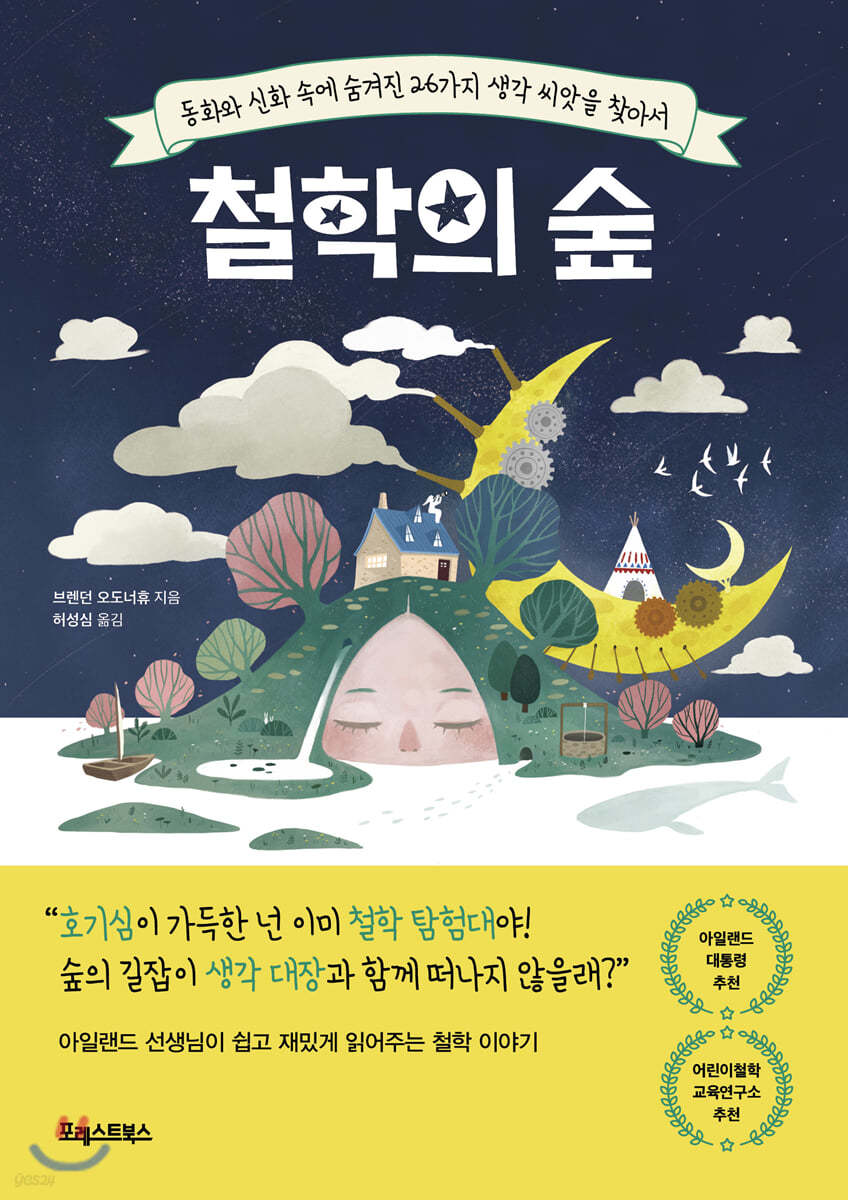 동화와 신화 속에 숨겨진 26가지 생각 씨앗을 찾아서
철학의 숲
브렌던 오도너휴 지음
허성심 옮김
“호기심이 가득한 넌 이미 철학 탐험대야!
숲의 길잡이 생각 대장과 함께 떠나지 않을래?”
아일랜드 선생님이 쉽고 재밌게 읽어주는 철학 이야기
아일랜드
대통령
추천
어린이철학
교육연구소
추천
포레스트북스
yes24